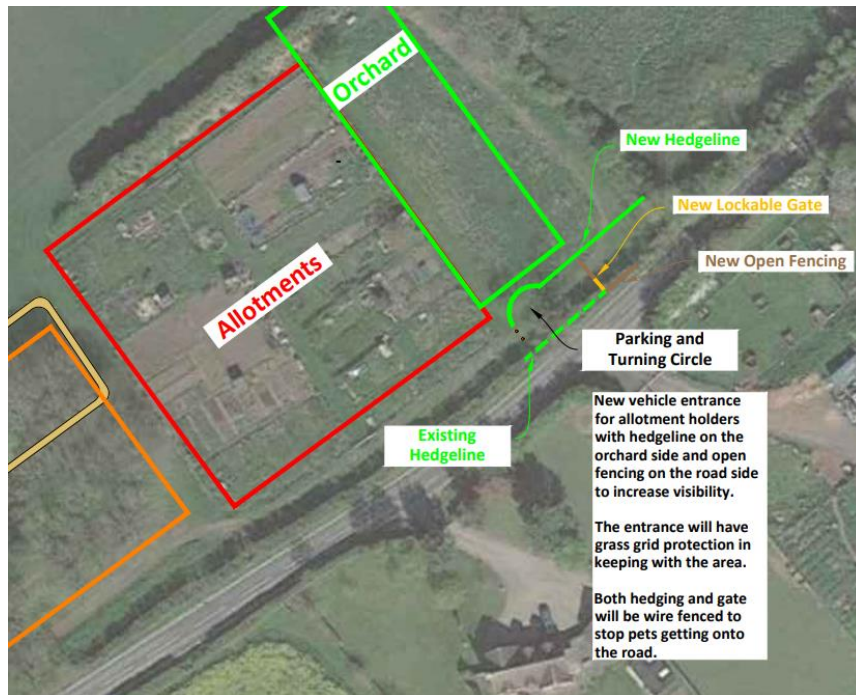 Orchard
New Hedgeline
New Lockable Gate
New Open Fencing
Allotments
Parking and
Turning Circle
Existing
Hedgeline
New vehicle entrance
for allotment holders
with hedgeline on the
orchard side and open
fencing on the road side
to increase visibility.
The entrance will have
grass grid protection in
keeping with the area.
Both hedging and gate
will be wire fenced to
stop pets getting onto
the road.